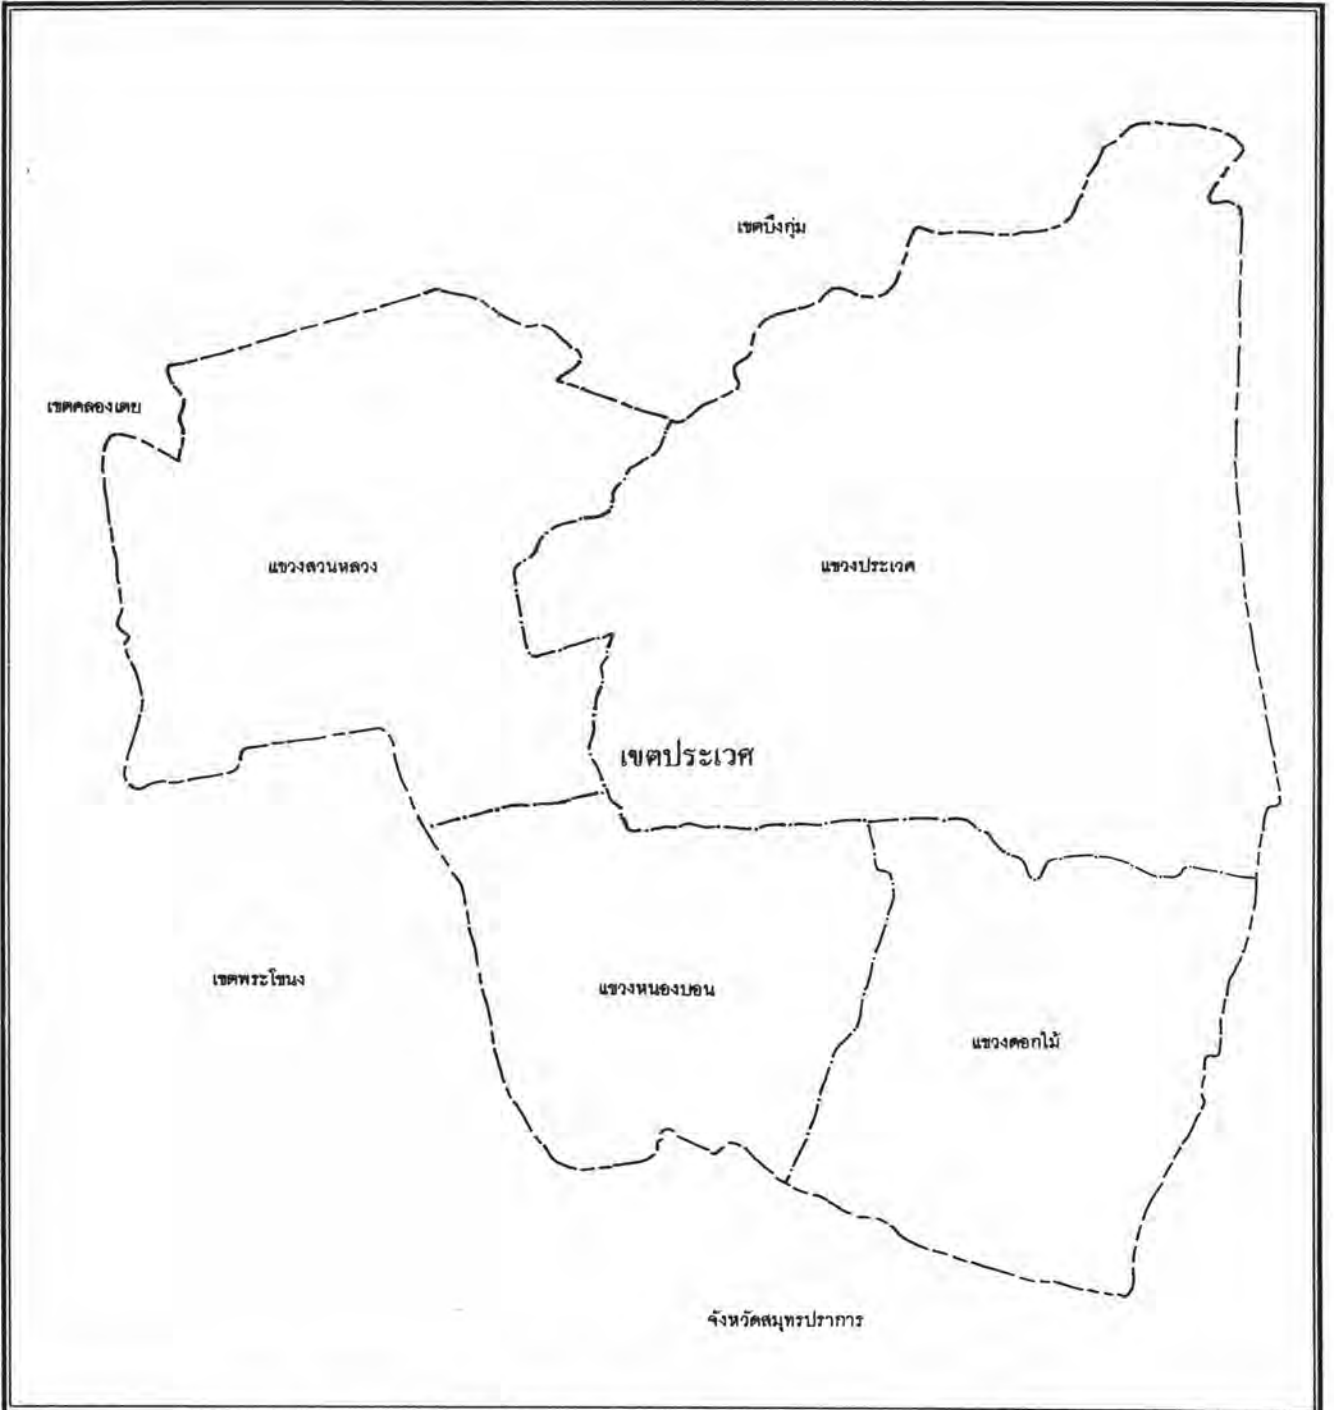 เขตบึงกุ่ม
เขตคลองเตย
แขวงสวนหลวง
แขวงประเวศ
เขตประเวศ
เขตพระโขนง
แขวงหนองบอน
แขวงดอกไม้
จังหวัดสมุทรปราการ